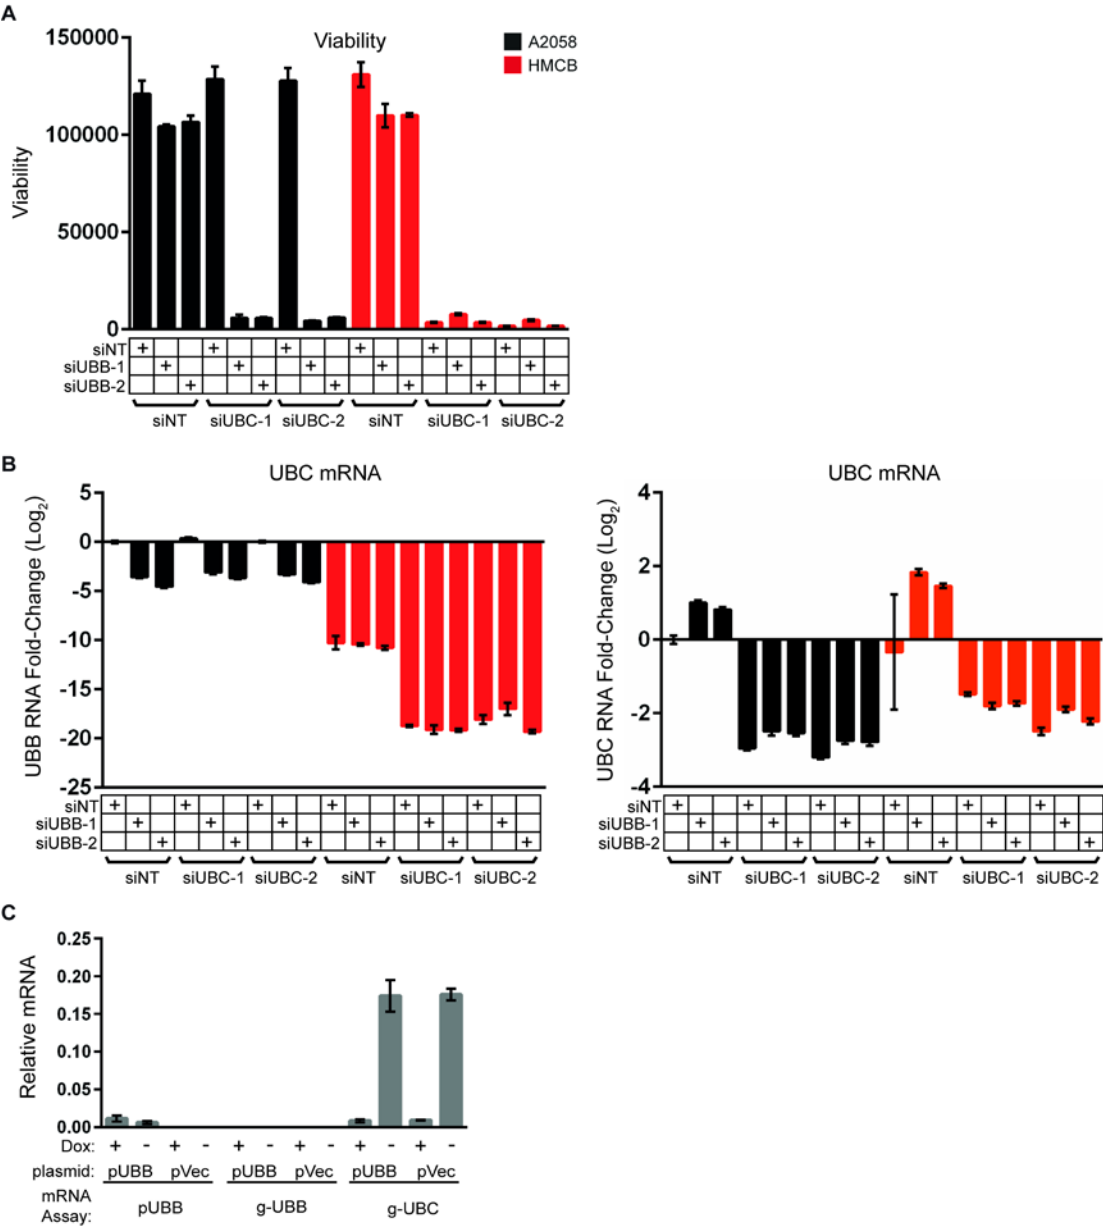 A
Viability
A2058
HMCB
Viability
150000
100000
50000
0
siNT + + + + + +
siUBB-1 + + + + + +
siUBB-2 + + + + + +
siNT siUBC-1 siUBC-2 siNT siUBC-1 siUBC-2
B
UBC mRNA
UBB RNA Fold-Change (Log2)
5
0
-5
-10
-15
-20
-25
siNT + + + + + +
siUBB-1 + + + + + +
siUBB-2 + + + + + +
siNT siUBC-1 siUBC-2 siNT siUBC-1 siUBC-2
UBC mRNA
UBC RNA Fold-Change (Log2)
4
2
0
-2
-4
siNT + + + + + +
siUBB-1 + + + + + +
siUBB-2 + + + + + +
siNT siUBC-1 siUBC-2 siNT siUBC-1 siUBC-2
C
Relative mRNA
0.25
0.20
0.15
0.10
0.05
0.00
Dox: + - + - + - + - + - + -
plasmid: pUBB pVec pUBB pVec pUBB pVec
mRNA
Assay: pUBB g-UBB g-UBC